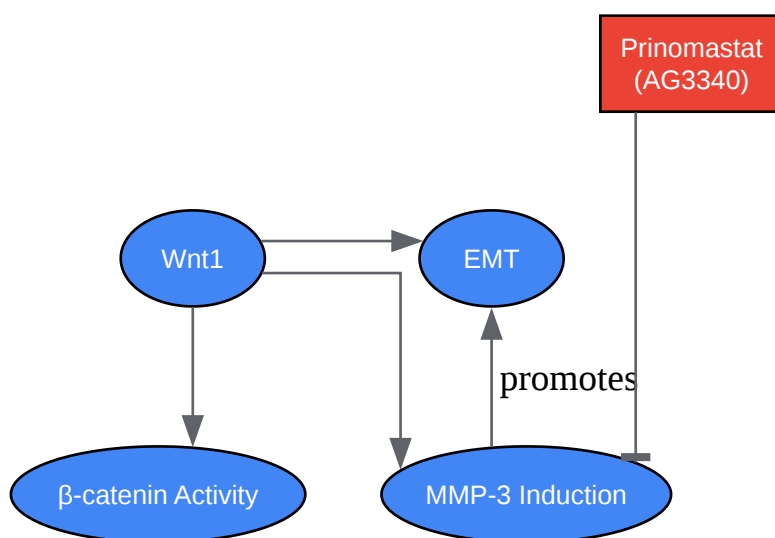 Prinomastat
(AG3340)
Wnt1
EMT
promotes
β-catenin Activity
MMP-3 Induction